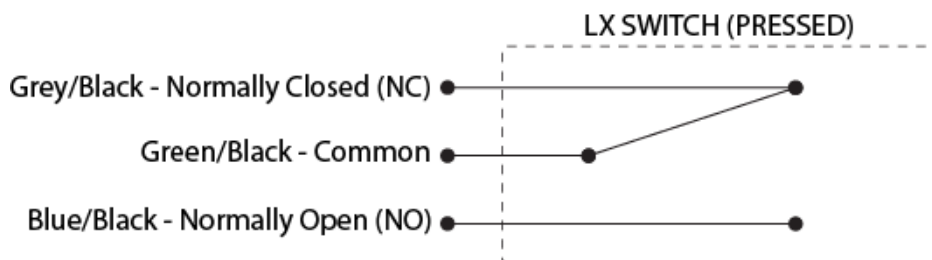 LX SWITCH (PRESSED)
Grey/Black - Normally Closed (NC)
Green/Black - Common
Blue/Black - Normally Open (NO)